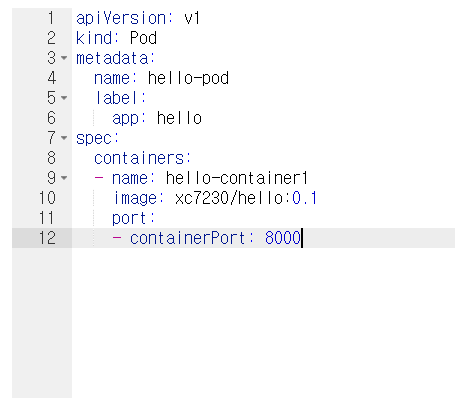 1 apiVersion: v1
2 kind: Pod
3 metadata:
4   name: hello-pod
5   label:
6     app: hello
7 spec:
8   containers:
9   - name: hello-container1
10     image: xc7230/hello:0.1
11     port:
12     - containerPort: 8000